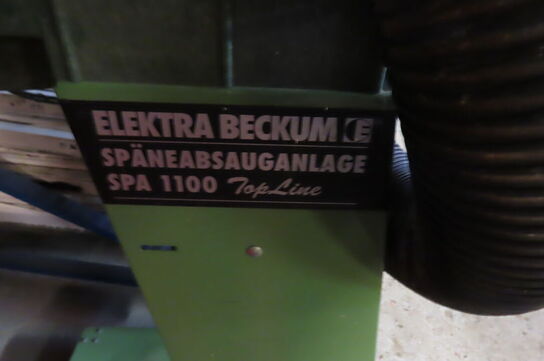 ELEKTRA BECKUM E
SPÄNEABSAUGANLAGE
SPA 1100 TopLine